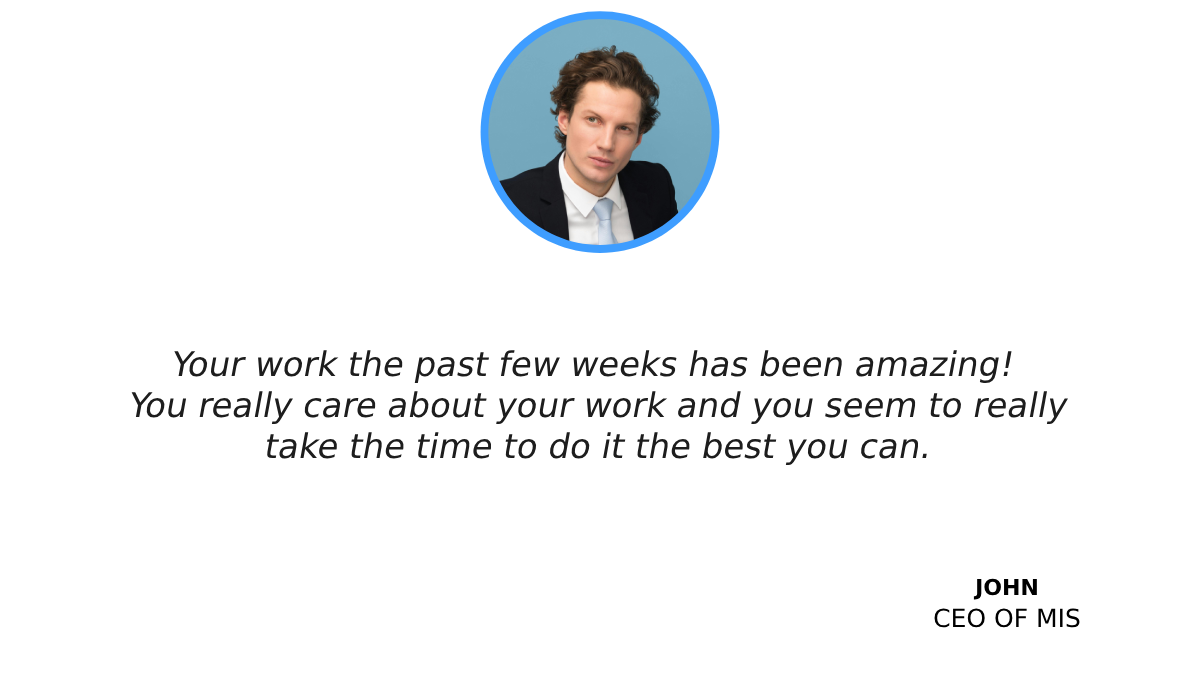 Your work the past few weeks has been amazing!
You really care about your work and you seem to really
take the time to do it the best you can.
JOHN
CEO OF MIS